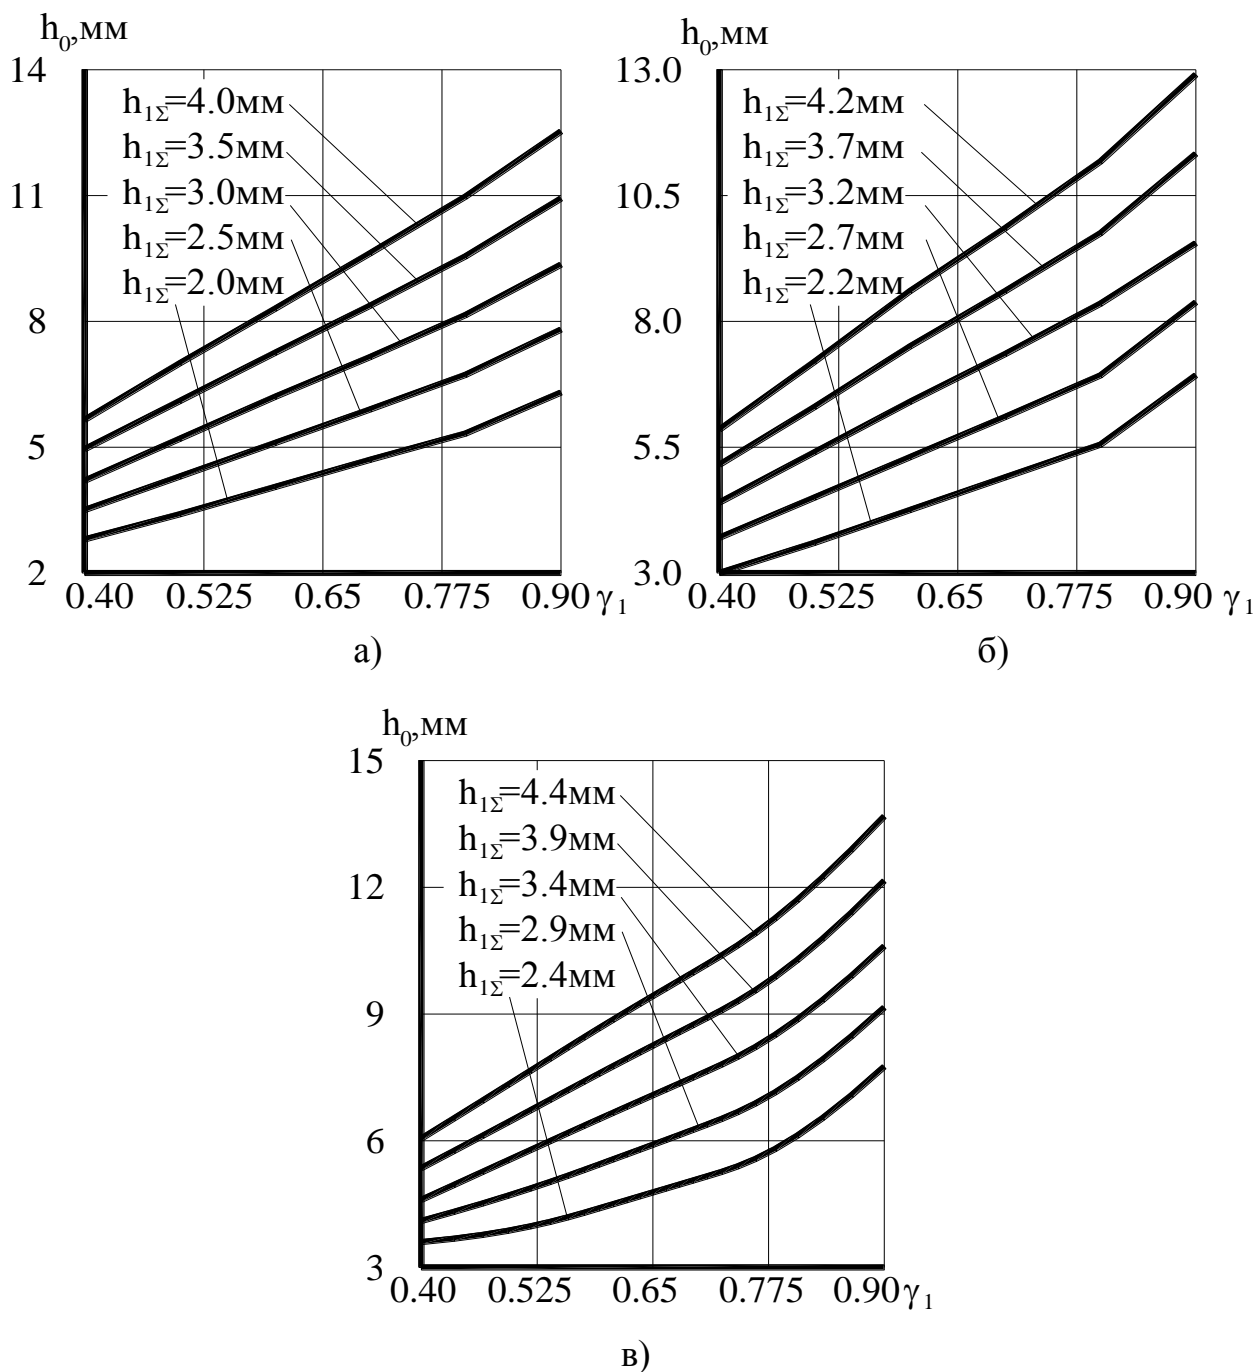 h₀,мм
14
h₁Σ=4.0мм
h₁Σ=3.5мм
11
h₁Σ=3.0мм
h₁Σ=2.5мм
h₁Σ=2.0мм
8
5
2
0.40 0.525 0.65 0.775 0.90 γ₁
а)
h₀,мм
13.0
h₁Σ=4.2мм
h₁Σ=3.7мм
10.5
h₁Σ=3.2мм
h₁Σ=2.7мм
h₁Σ=2.2мм
8.0
5.5
3.0
0.40 0.525 0.65 0.775 0.90 γ₁
б)
h₀,мм
15
h₁Σ=4.4мм
h₁Σ=3.9мм
12
h₁Σ=3.4мм
h₁Σ=2.9мм
h₁Σ=2.4мм
9
6
3
0.40 0.525 0.65 0.775 0.90 γ₁
в)